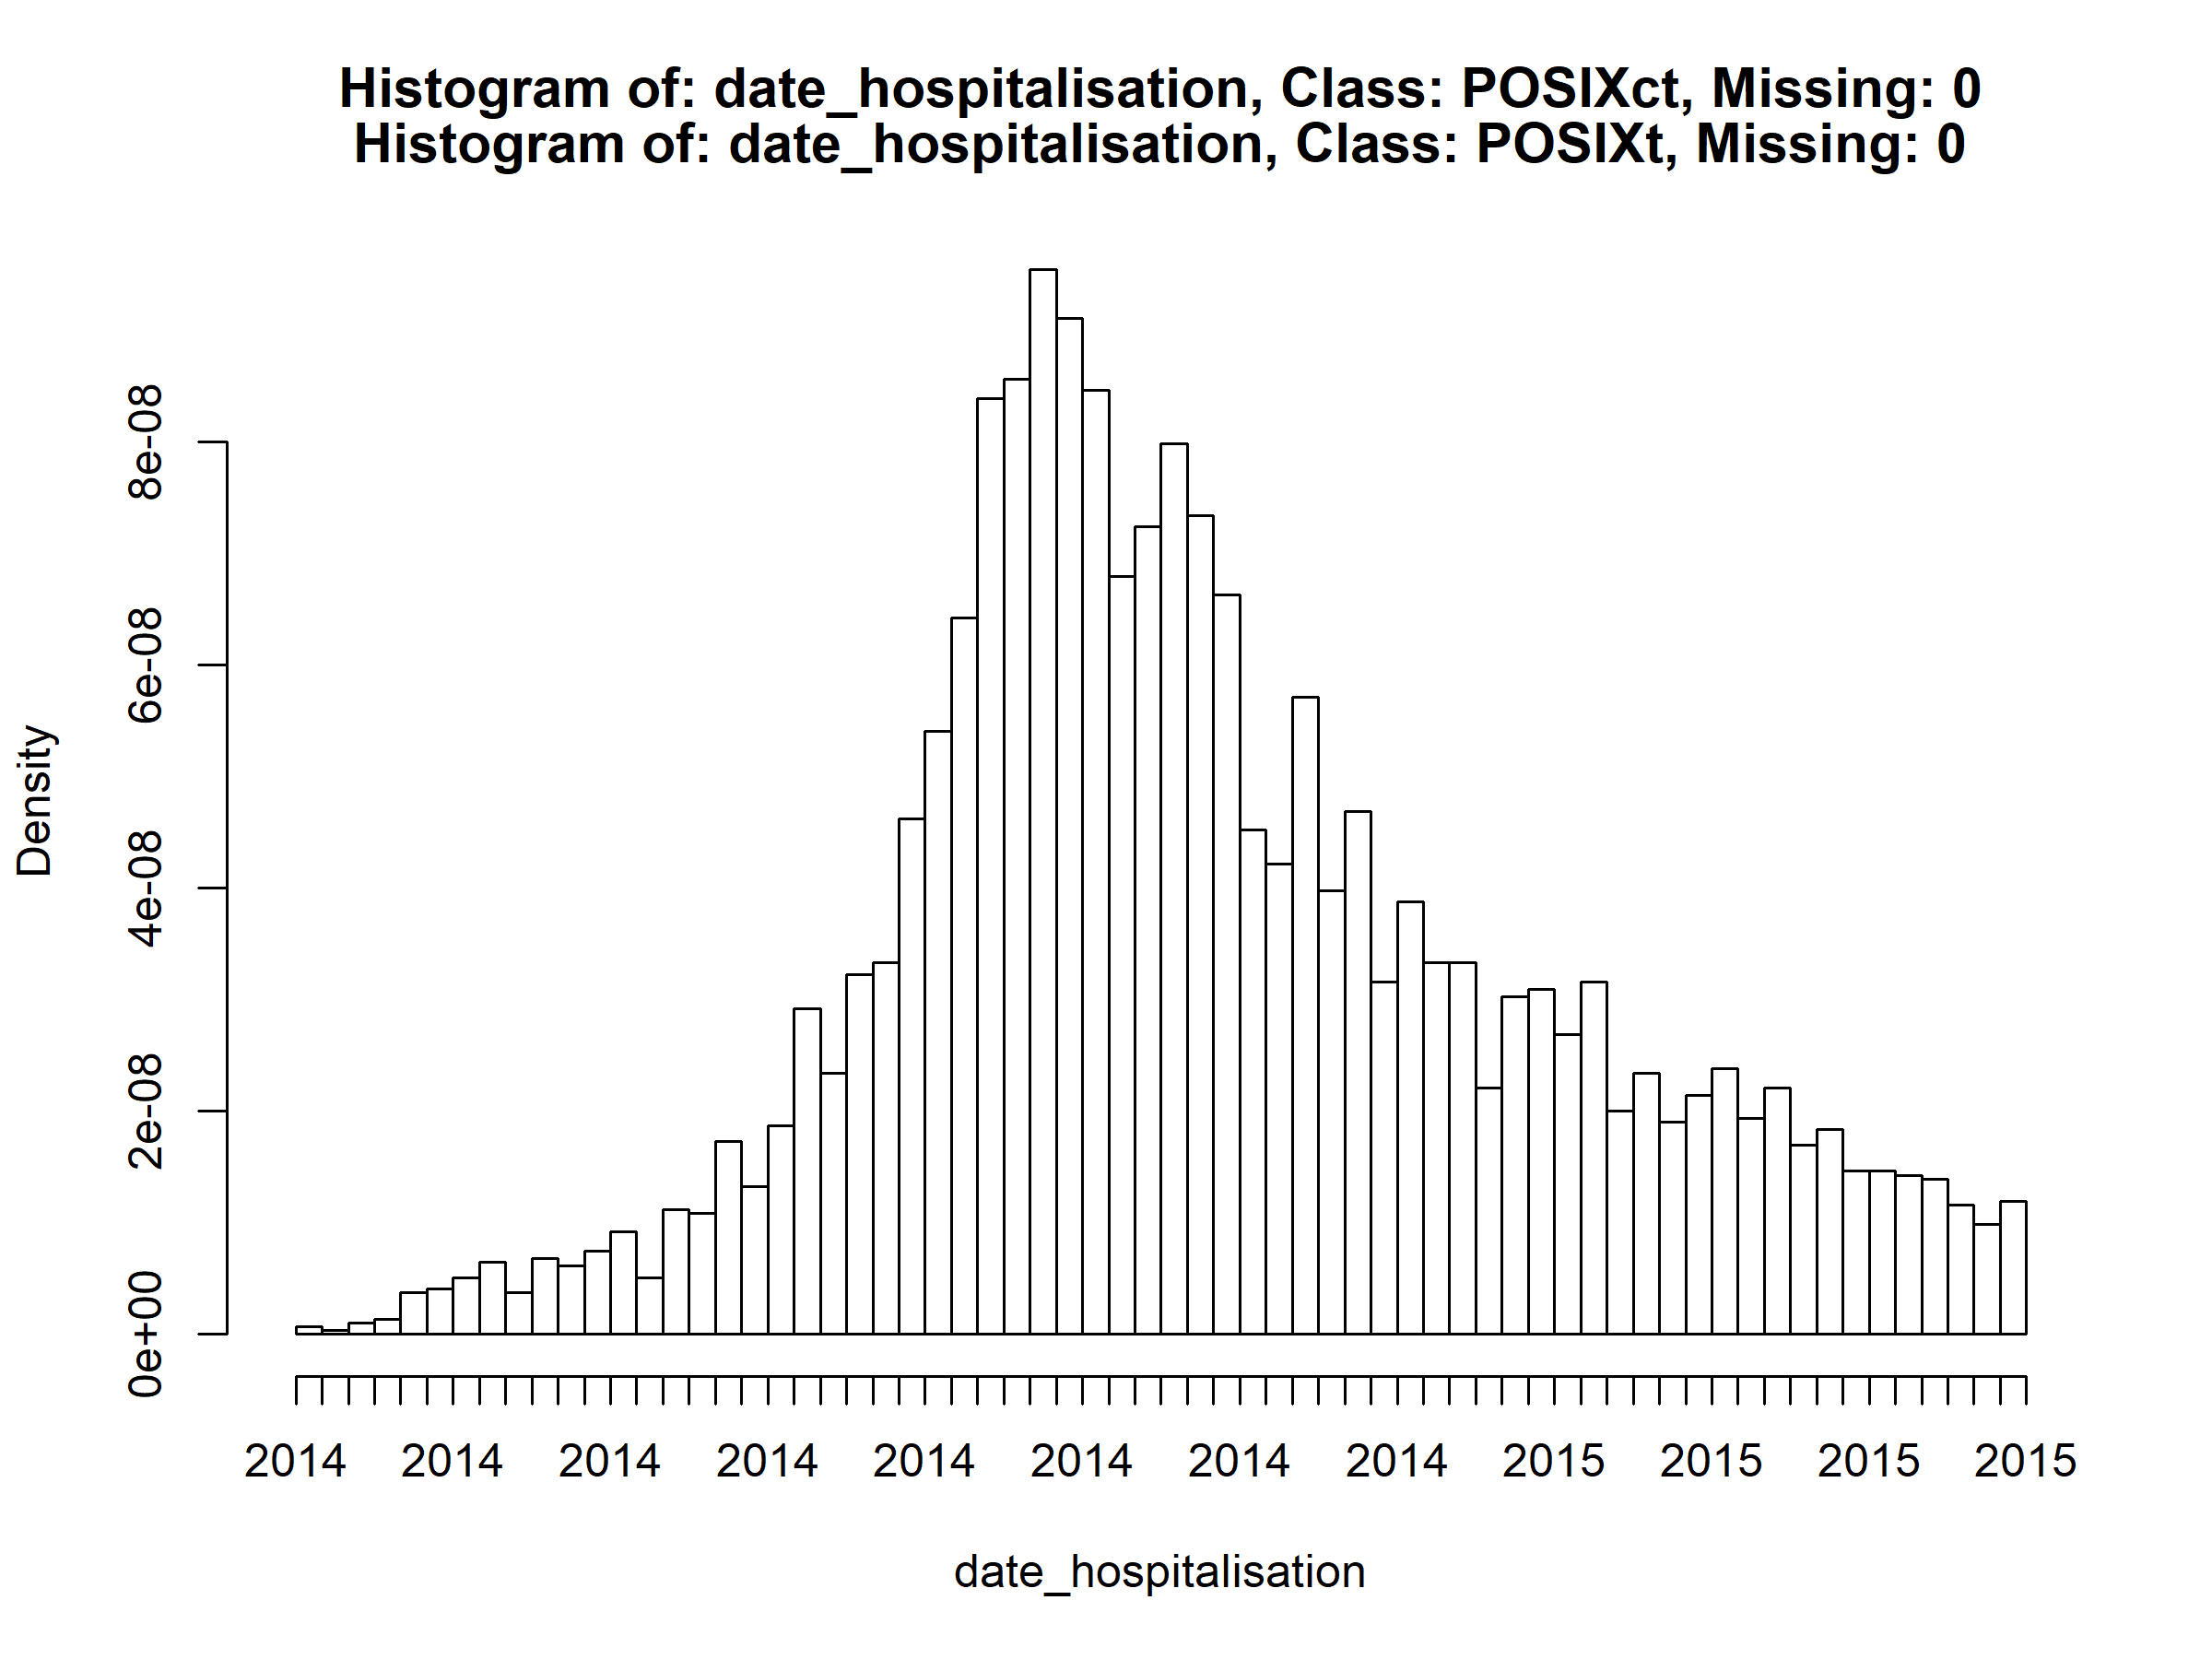 Histogram of: date_hospitalisation, Class: POSIXct, Missing: 0
Histogram of: date_hospitalisation, Class: POSIXt, Missing: 0
Density
8e-08
6e-08
4e-08
2e-08
0e+00
2014 2014 2014 2014 2014 2014 2014 2014 2015 2015 2015 2015
date_hospitalisation